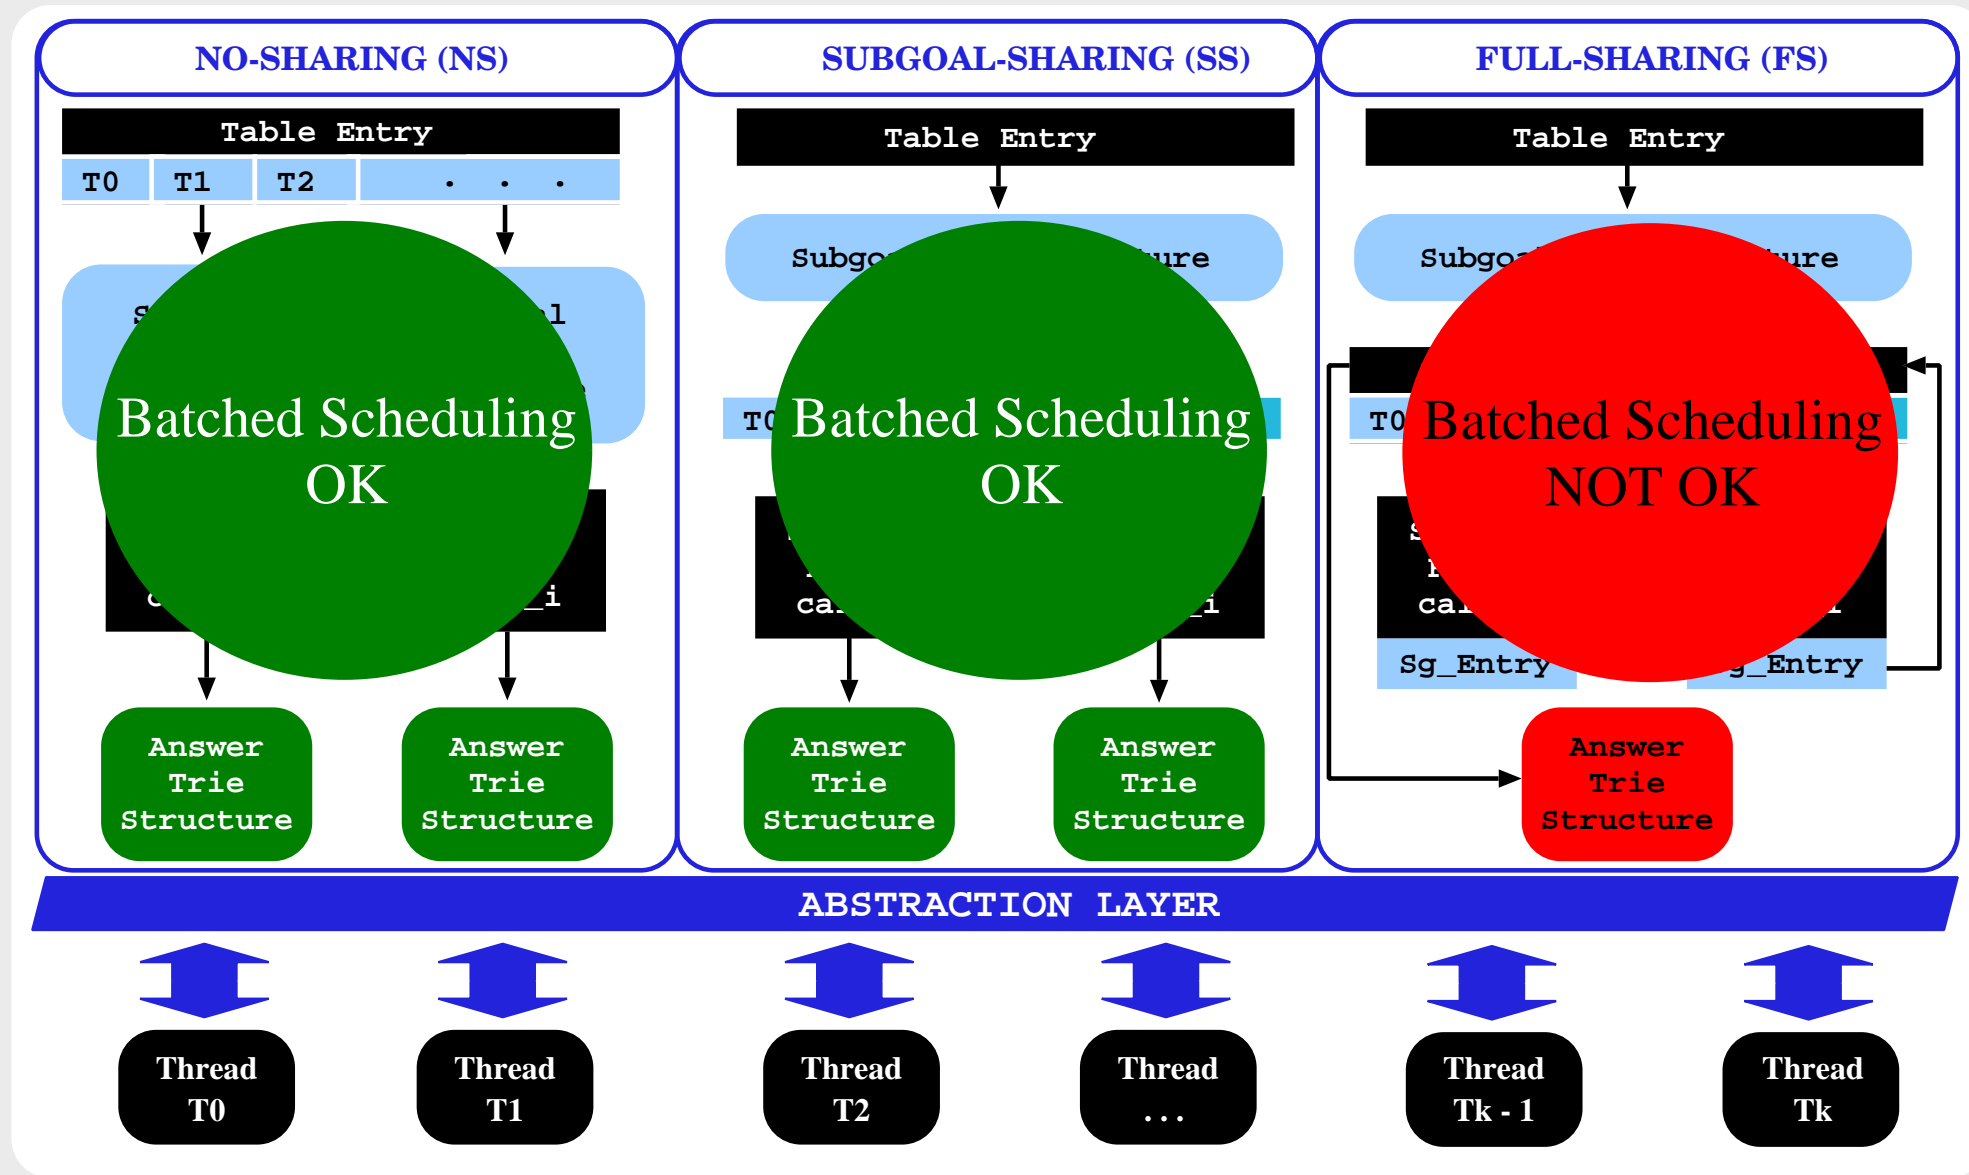 NO-SHARING (NS)
Table Entry
T0 T1 T2 . . .
Batched Scheduling
OK
Answer
Trie
Structure
Answer
Trie
Structure
SUBGOAL-SHARING (SS)
Table Entry
T0
Batched Scheduling
OK
Answer
Trie
Structure
Answer
Trie
Structure
FULL-SHARING (FS)
Table Entry
T0
Batched Scheduling
NOT OK
Sg_Entry
Answer
Trie
Structure
ABSTRACTION LAYER
Thread
T0
Thread
T1
Thread
T2
Thread
. . .
Thread
Tk - 1
Thread
Tk